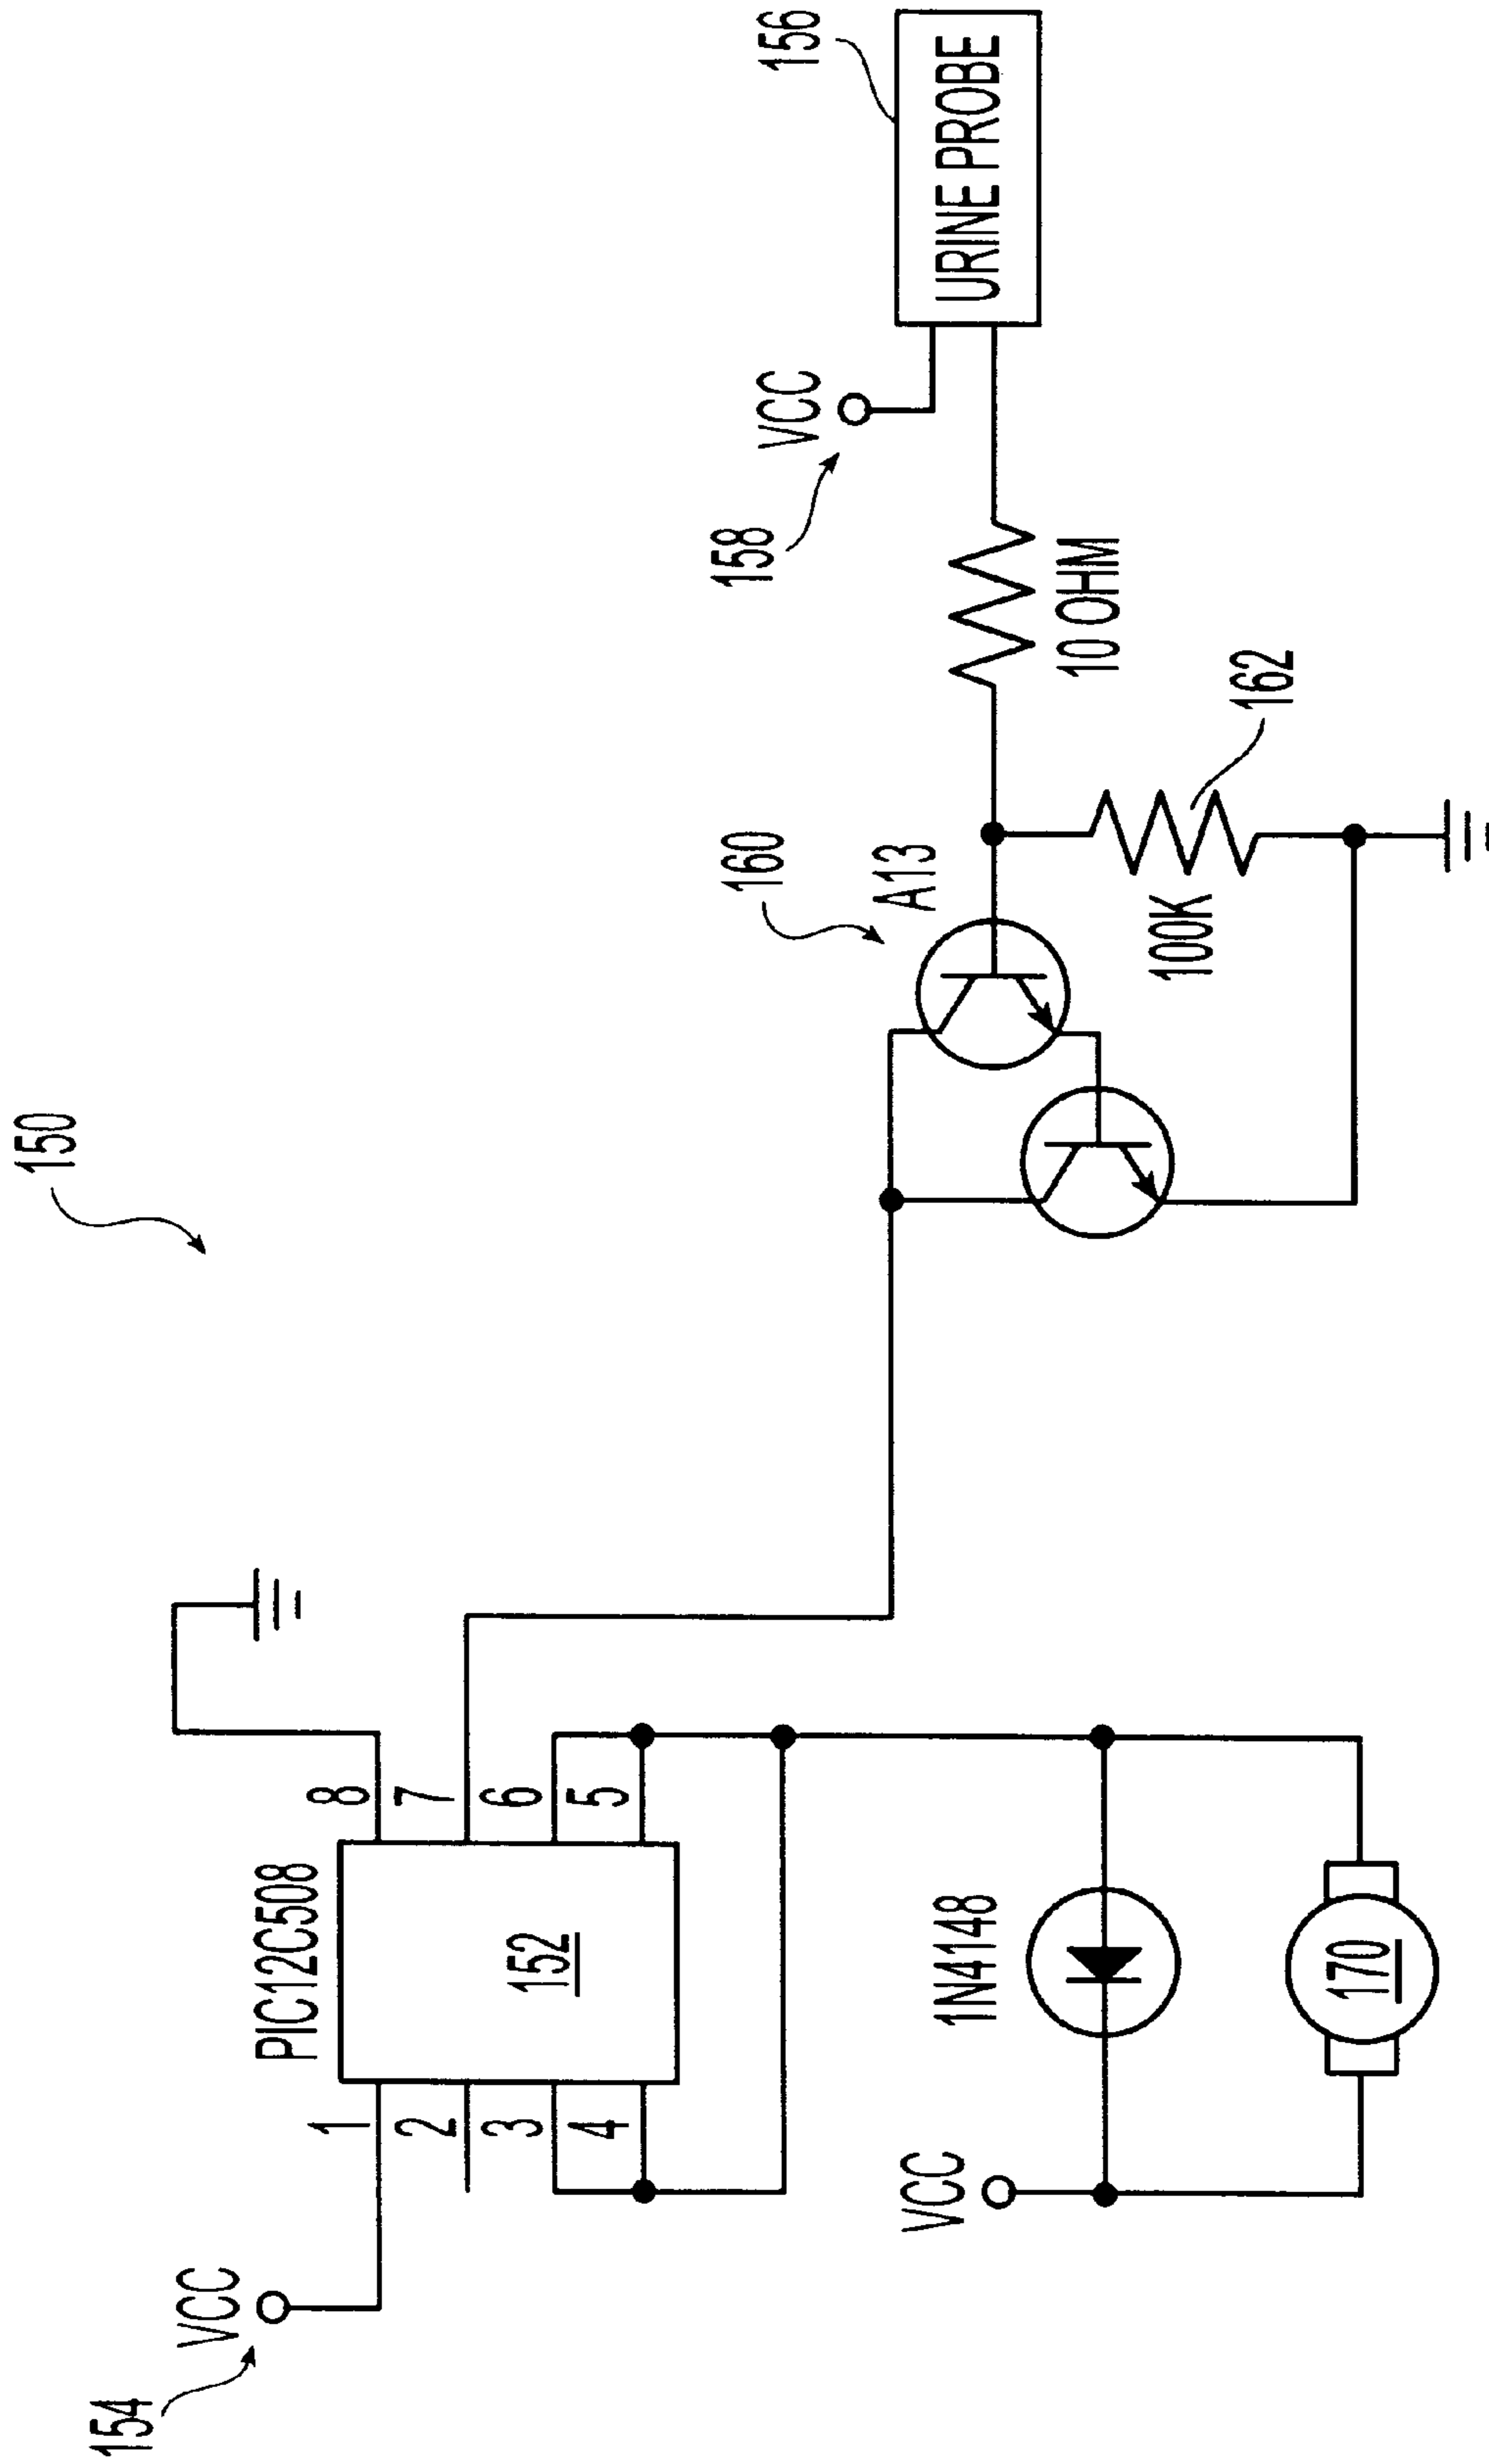 150
154
VCC
PIC12C508
1
2
3
4
8
7
6
5
152
VCC
1N4148
170
160
A13
100K
162
10 OHM
158
VCC
156
URINE PROBE